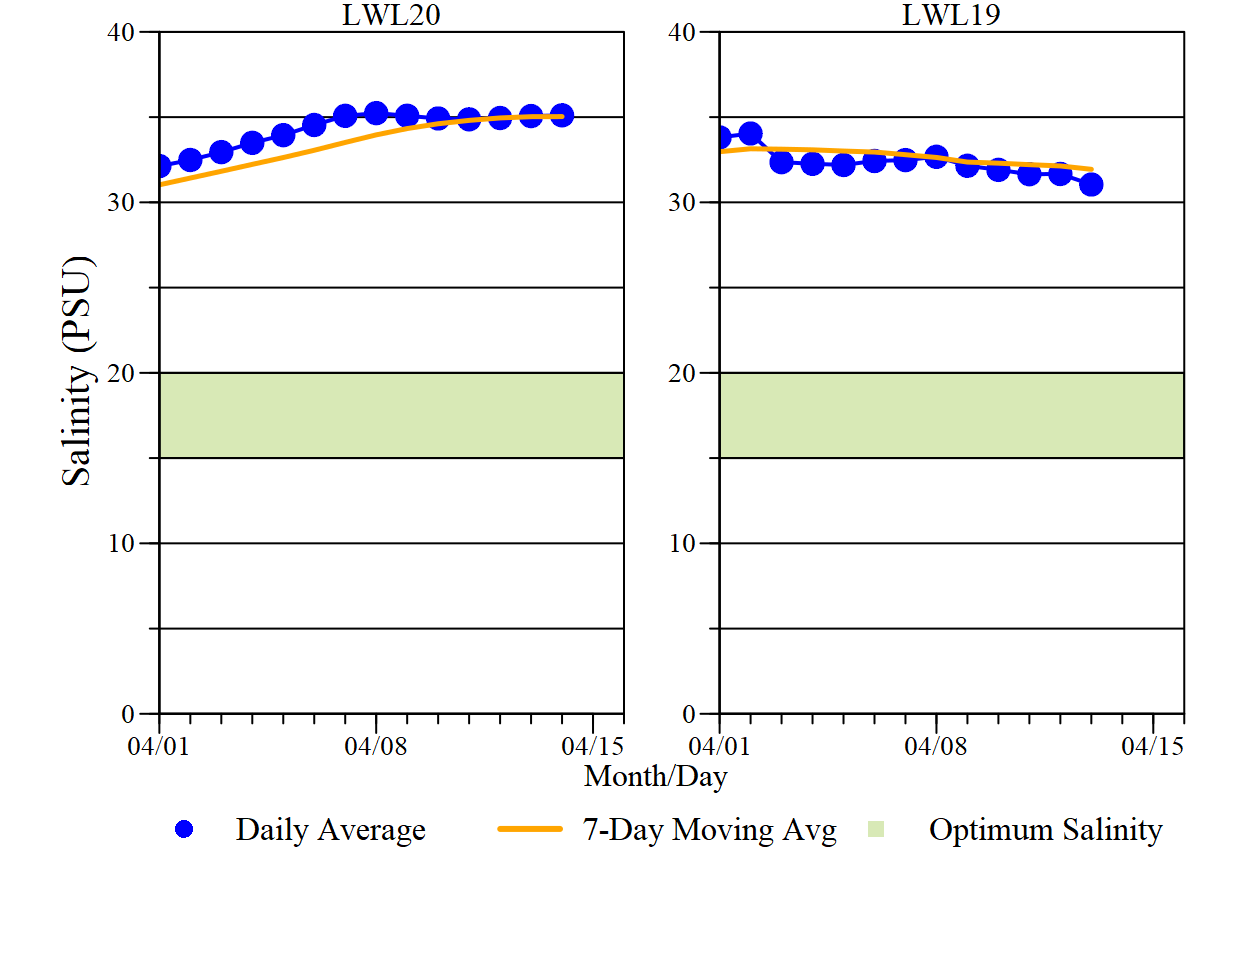 LWL20 LWL19
40 40
30 30
Salinity (PSU)
20 20
10 10
0 0
04/01 04/08 04/15 04/01 04/08 04/15
Month/Day
Daily Average 7-Day Moving Avg Optimum Salinity